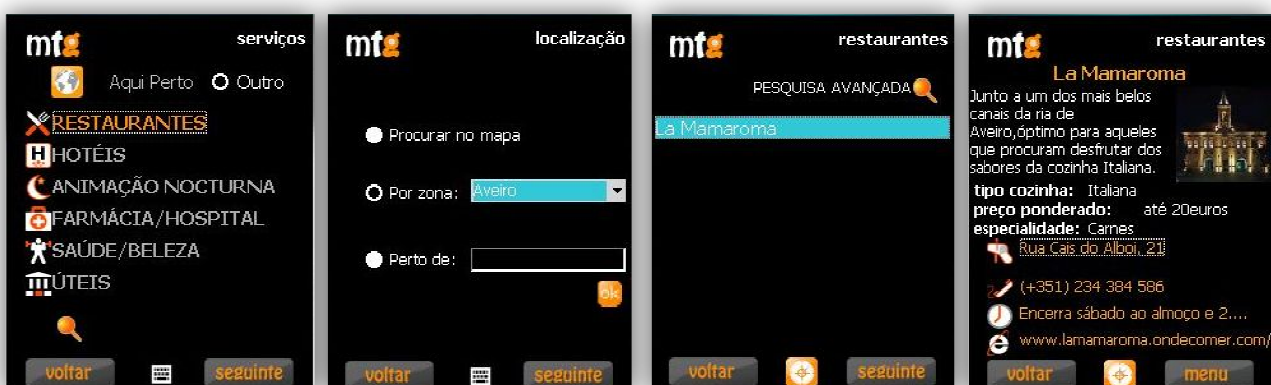 mtg
serviços
Aqui Perto Outro
RESTAURANTES
H HOTÉIS
ANIMAÇÃO NOCTURNA
FARMÁCIA/HOSPITAL
SAÚDE/BELEZA
ÚTEIS
voltar seguinte
mtg
localização
Procurar no mapa
Por zona: Aveiro
Perto de:
ok
voltar seguinte
mtg
restaurantes
PESQUISA AVANÇADA
La Mamaroma
voltar seguinte
mtg
restaurantes
La Mamaroma
Junto a um dos mais belos
canais da ria de
Aveiro,óptimo para aqueles
que procuram desfrutar dos
sabores da cozinha Italiana.
tipo cozinha: Italiana
preço ponderado: até 20euros
especialidade: Carnes
Rua Cais do Alboi, 21
(+351) 234 384 586
Encerra sábado ao almoço e 2....
www.lamamaroma.ondecomer.com/
voltar menu